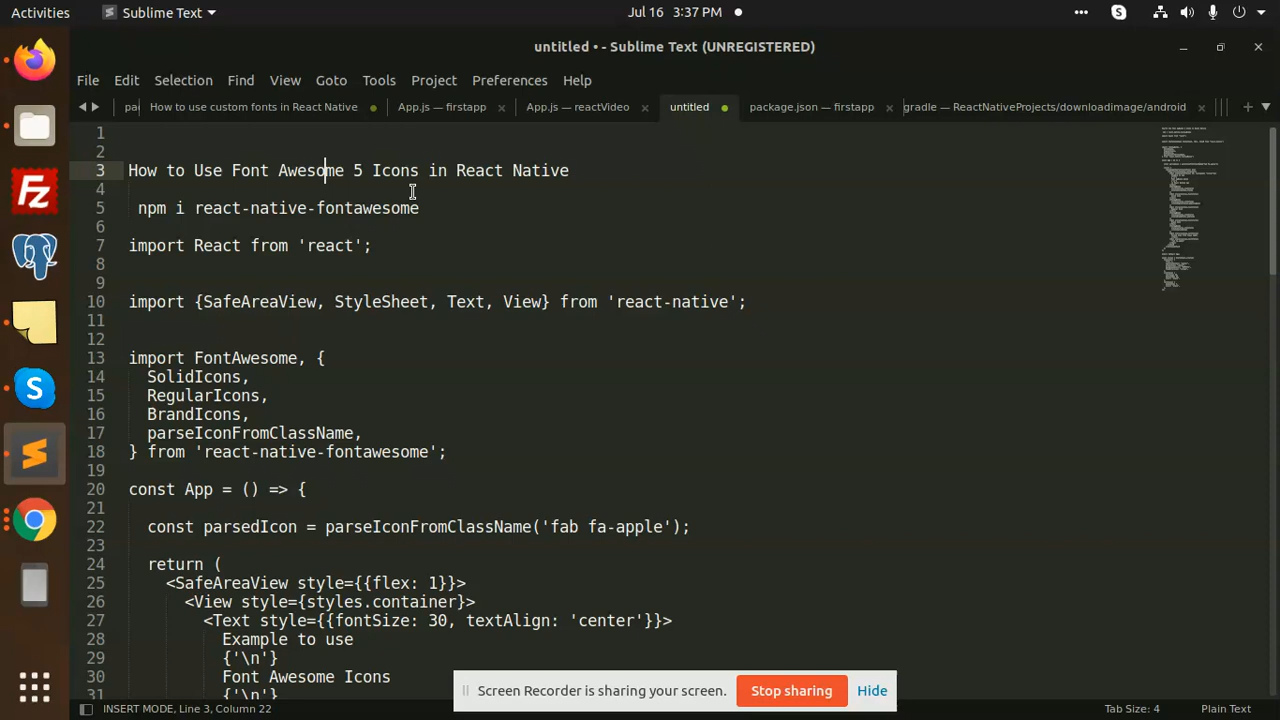 Activities
Sublime Text
Jul 16 3:37 PM
untitled • - Sublime Text (UNREGISTERED)
File Edit Selection Find View Goto Tools Project Preferences Help
pac How to use custom fonts in React Native App.js — firstapp App.js — reactVideo untitled package.json — firstapp gradle — ReactNativeProjects/downloadimage/android
1
2
3 How to Use Font Awesome 5 Icons in React Native
4
5 npm i react-native-fontawesome
6
7 import React from 'react';
8
9
10 import {SafeAreaView, StyleSheet, Text, View} from 'react-native';
11
12
13 import FontAwesome, {
14 SolidIcons,
15 RegularIcons,
16 BrandIcons,
17 parseIconFromClassName,
18 } from 'react-native-fontawesome';
19
20 const App = () => {
21
22 const parsedIcon = parseIconFromClassName('fab fa-apple');
23
24 return (
25 <SafeAreaView style={{flex: 1}}>
26 <View style={styles.container}>
27 <Text style={{fontSize: 30, textAlign: 'center'}}>
28 Example to use
29 {'\n'}
30 Font Awesome Icons
31 {'\n'}
Screen Recorder is sharing your screen. Stop sharing Hide
INSERT MODE, Line 3, Column 22 Tab Size: 4 Plain Text